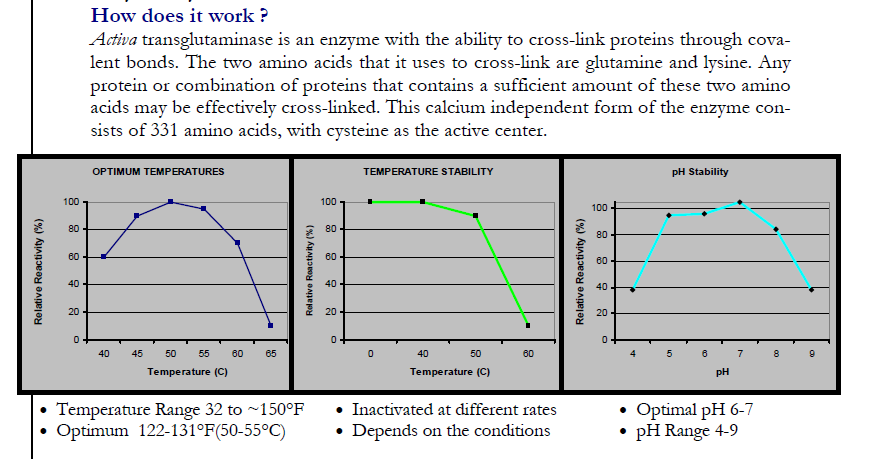 How does it work ?
Activa transglutaminase is an enzyme with the ability to cross-link proteins through cova-
lent bonds. The two amino acids that it uses to cross-link are glutamine and lysine. Any
protein or combination of proteins that contains a sufficient amount of these two amino
acids may be effectively cross-linked. This calcium independent form of the enzyme con-
sists of 331 amino acids, with cysteine as the active center.
OPTIMUM TEMPERATURES
Relative Reactivity (%)
100
80
60
40
20
0
40 45 50 55 60 65
Temperature (C)
TEMPERATURE STABILITY
Relative Reactivity (%)
100
80
60
40
20
0
0 40 50 60
Temperature (C)
pH Stability
Relative Reactivity (%)
100
80
60
40
20
0
4 5 6 7 8 9
pH
• Temperature Range 32 to ~150°F
• Optimum 122-131°F(50-55°C)
• Inactivated at different rates
• Depends on the conditions
• Optimal pH 6-7
• pH Range 4-9